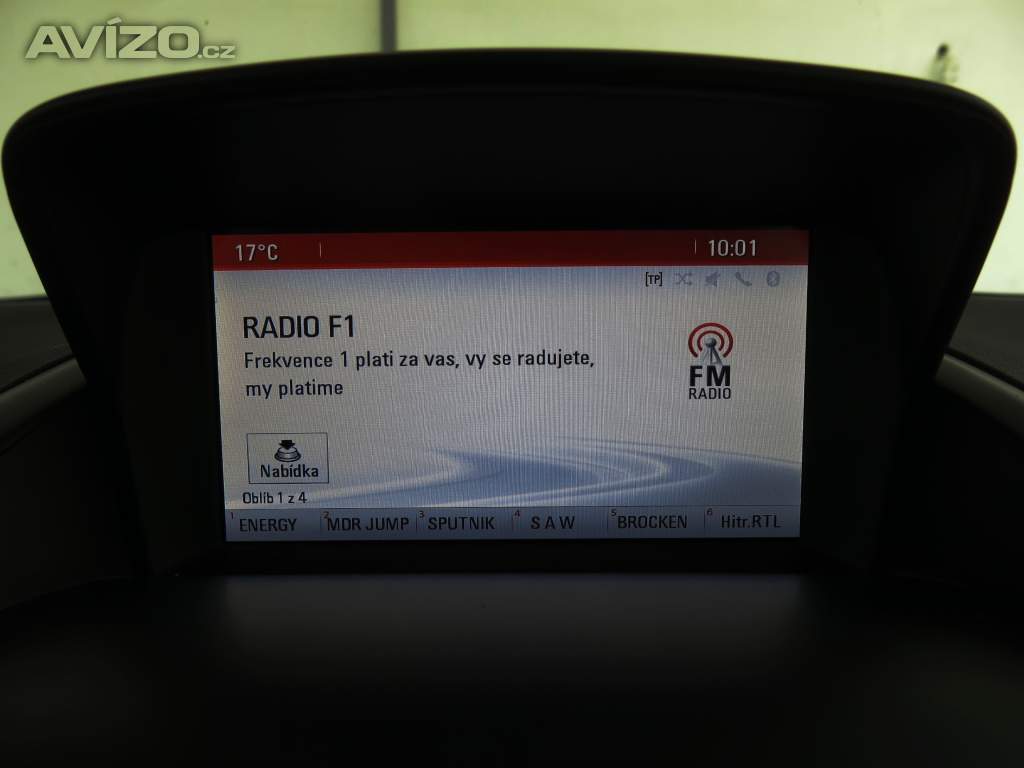 AVÍZO.cz
17°C 10:01
[TP]
RADIO F1
Frekvence 1 plati za vas, vy se radujete,
my platime
FM
RADIO
Nabídka
Oblíb 1 z 4
1 ENERGY 2 MDR JUMP 3 SPUTNIK 4 S A W 5 BROCKEN 6 Hitr.RTL